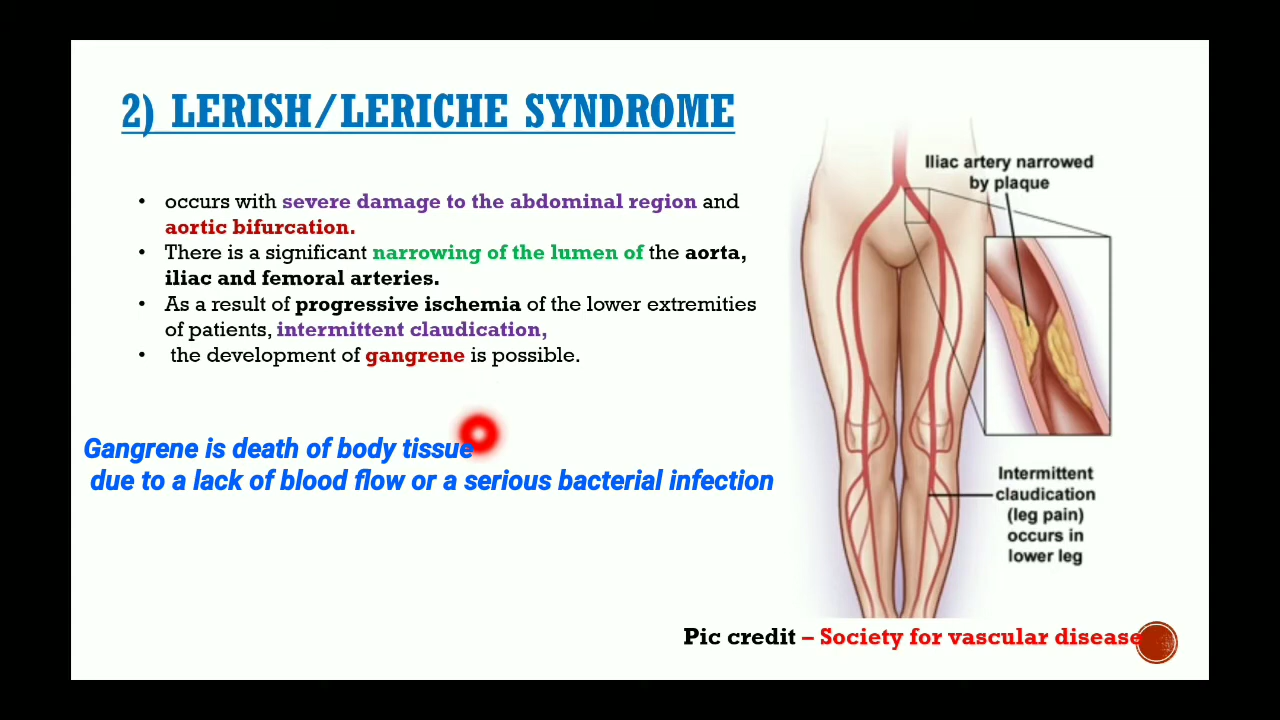 2) LERISH/LERICHE SYNDROME
• occurs with severe damage to the abdominal region and
aortic bifurcation.
• There is a significant narrowing of the lumen of the aorta,
iliac and femoral arteries.
• As a result of progressive ischemia of the lower extremities
of patients, intermittent claudication,
• the development of gangrene is possible.
Gangrene is death of body tissue
due to a lack of blood flow or a serious bacterial infection
Iliac artery narrowed
by plaque
Intermittent
claudication
(leg pain)
occurs in
lower leg
Pic credit – Society for vascular disease